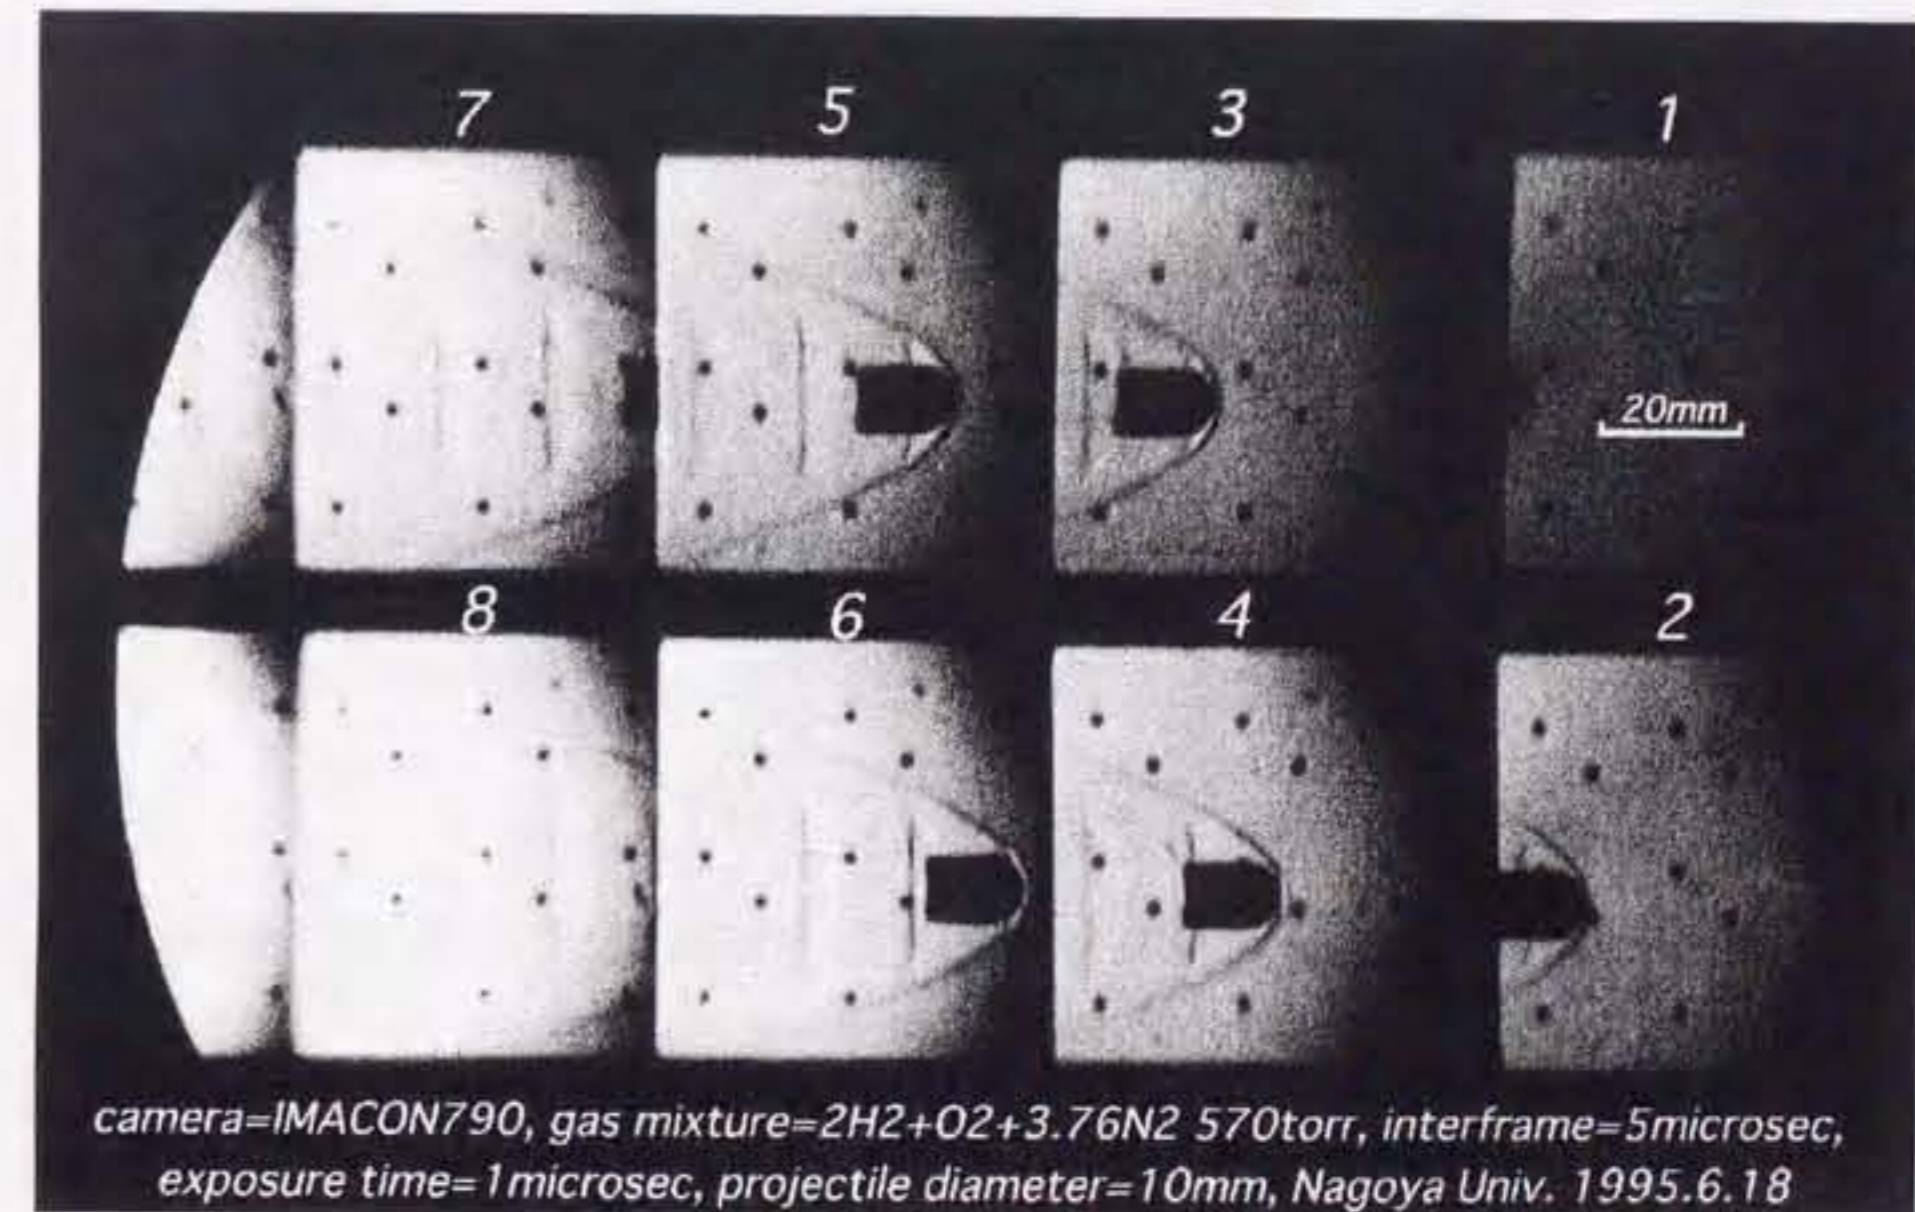 7 5 3 1
20mm
8 6 4 2
camera=IMACON790, gas mixture=2H2+O2+3.76N2 570torr, interframe=5microsec,
exposure time=1microsec, projectile diameter=10mm, Nagoya Univ. 1995.6.18